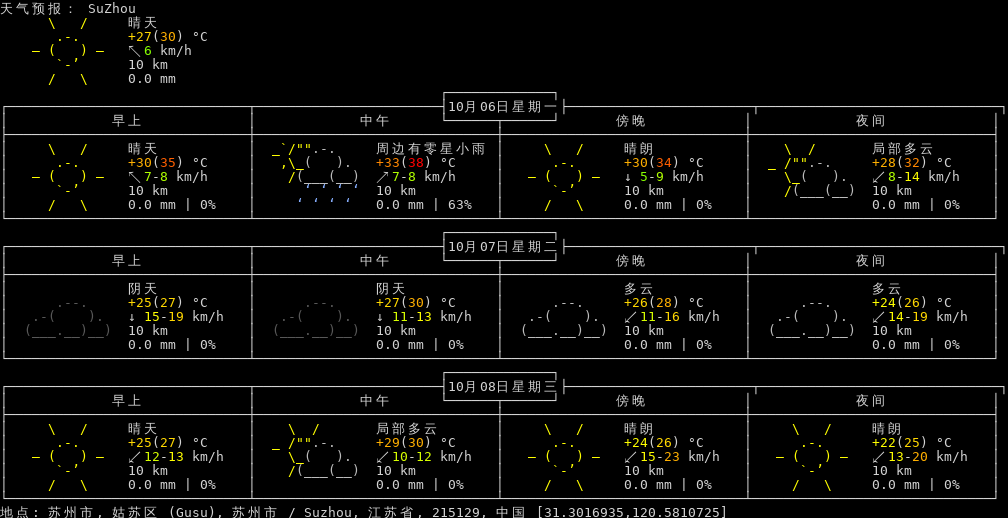 天气预报: SuZhou
晴天
+27(30) °C
↖6 km/h
10 km
0.0 mm
10月06日星期一
早上 中午 傍晚 夜间
晴天 周边有零星小雨 晴朗 局部多云
+30(35) °C +33(38) °C +30(34) °C +28(32) °C
↖7-8 km/h ↗7-8 km/h ↓ 5-9 km/h ↙8-14 km/h
10 km 10 km 10 km 10 km
0.0 mm | 0% 0.0 mm | 63% 0.0 mm | 0% 0.0 mm | 0%
10月07日星期二
早上 中午 傍晚 夜间
阴天 阴天 多云 多云
+25(27) °C +27(30) °C +26(28) °C +24(26) °C
↓ 15-19 km/h ↓ 11-13 km/h ↙11-16 km/h ↙14-19 km/h
10 km 10 km 10 km 10 km
0.0 mm | 0% 0.0 mm | 0% 0.0 mm | 0% 0.0 mm | 0%
10月08日星期三
早上 中午 傍晚 夜间
晴天 局部多云 晴朗 晴朗
+25(27) °C +29(30) °C +24(26) °C +22(25) °C
↙12-13 km/h ↙10-12 km/h ↙15-23 km/h ↙13-20 km/h
10 km 10 km 10 km 10 km
0.0 mm | 0% 0.0 mm | 0% 0.0 mm | 0% 0.0 mm | 0%
地点: 苏州市, 姑苏区 (Gusu), 苏州市 / Suzhou, 江苏省, 215129, 中国 [31.3016935,120.5810725]